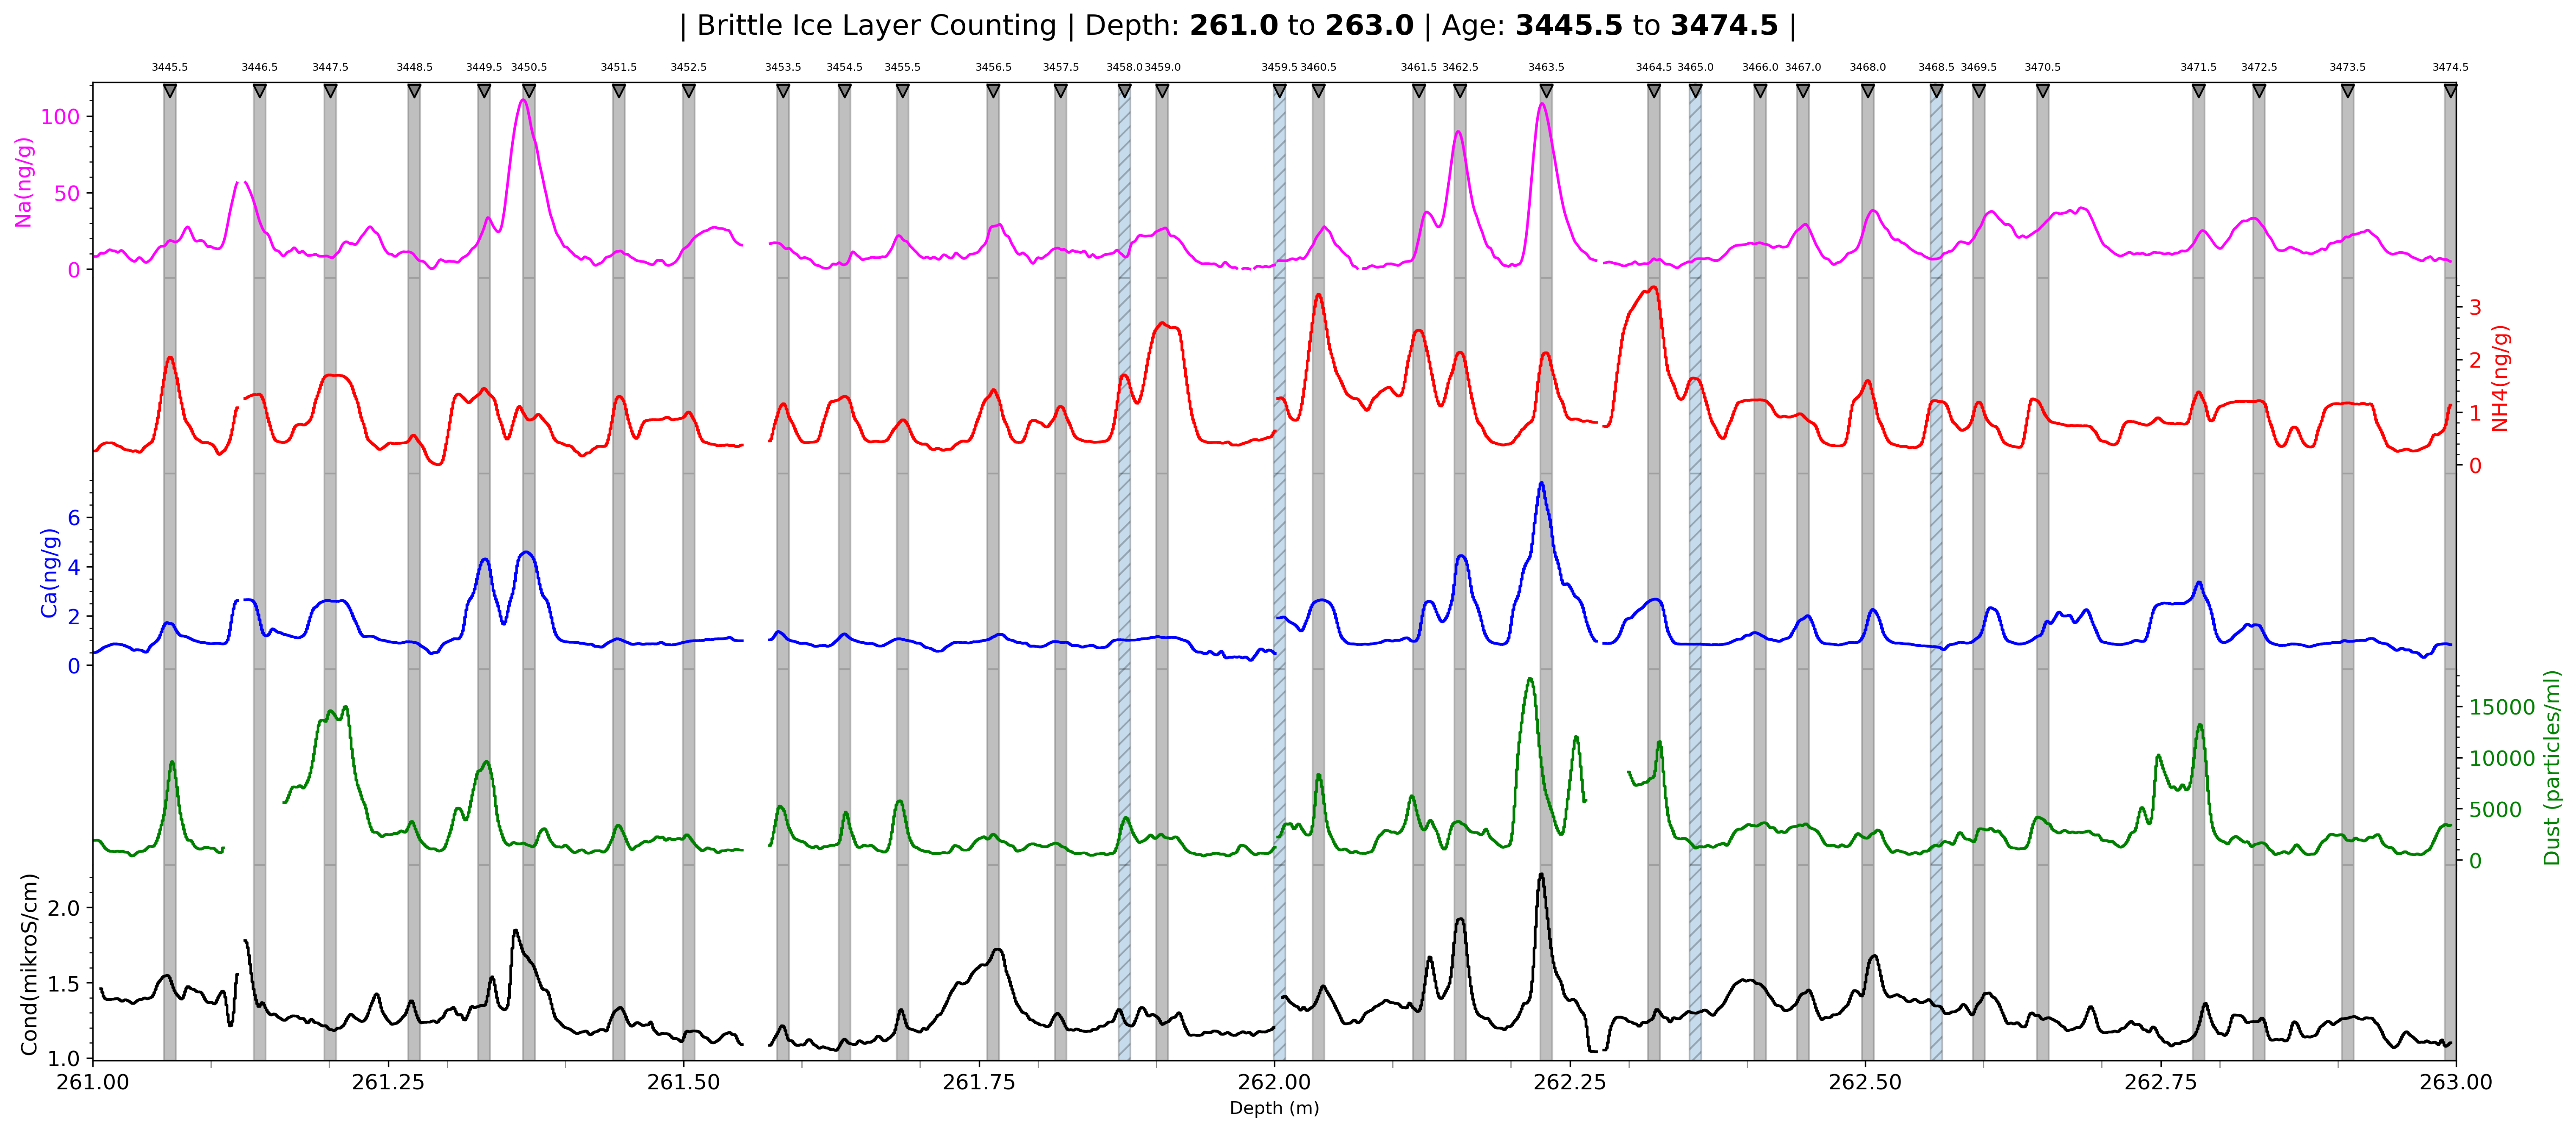 | Brittle Ice Layer Counting | Depth: 261.0 to 263.0 | Age: 3445.5 to 3474.5 |
3445.5 3446.5 3447.5 3448.5 3449.5 3450.5 3451.5 3452.5 3453.5 3454.5 3455.5 3456.5 3457.5 3458.0 3459.0 3459.5 3460.5 3461.5 3462.5 3463.5 3464.5 3465.0 3466.0 3467.0 3468.0 3468.5 3469.5 3470.5 3471.5 3472.5 3473.5 3474.5
Na(ng/g)
100
50
0
NH4(ng/g)
3
2
1
0
Ca(ng/g)
6
4
2
0
Dust (particles/ml)
15000
10000
5000
0
Cond(mikroS/cm)
2.0
1.5
1.0
261.00 261.25 261.50 261.75 262.00 262.25 262.50 262.75 263.00
Depth (m)